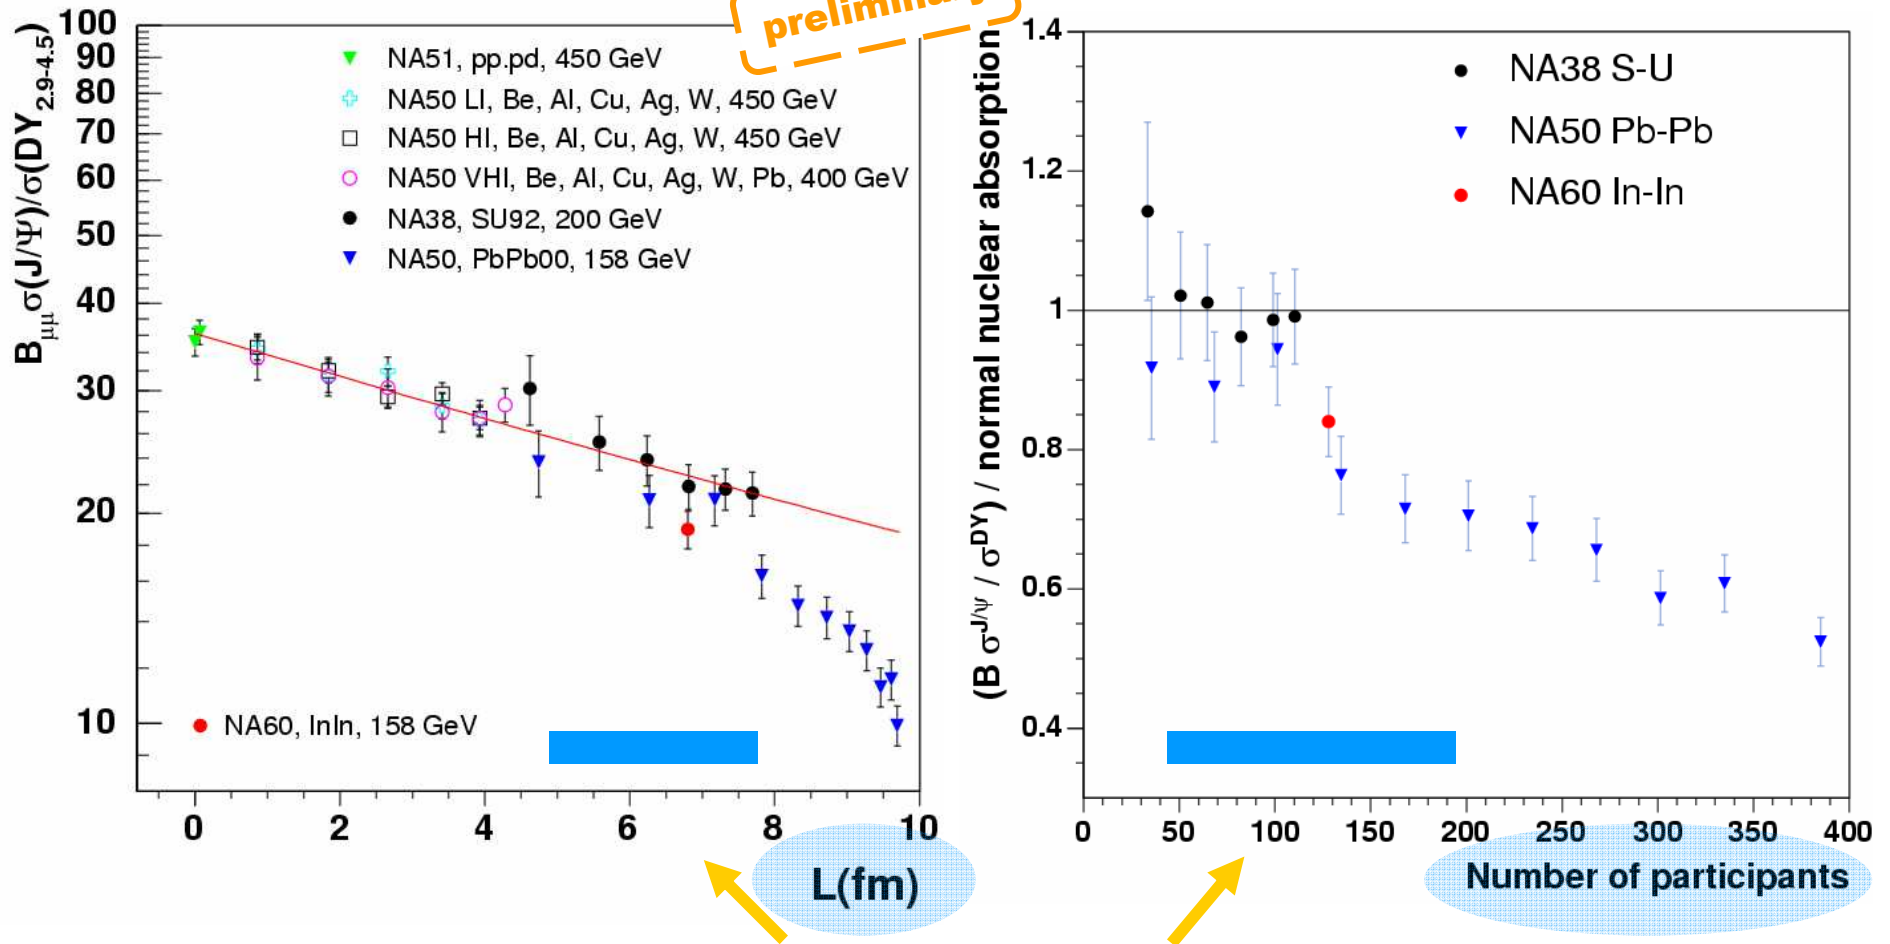 preliminary
B_μμ σ(J/Ψ)/σ(DY_2.9-4.5)
100
90
80
70
60
50
40
30
20
10
NA51, pp.pd, 450 GeV
NA50 LI, Be, Al, Cu, Ag, W, 450 GeV
NA50 HI, Be, Al, Cu, Ag, W, 450 GeV
NA50 VHI, Be, Al, Cu, Ag, W, Pb, 400 GeV
NA38, SU92, 200 GeV
NA50, PbPb00, 158 GeV
NA60, InIn, 158 GeV
0 2 4 6 8 10
L(fm)
(B σ^J/ψ / σ^DY) / normal nuclear absorption
1.4
1.2
1
0.8
0.6
0.4
NA38 S-U
NA50 Pb-Pb
NA60 In-In
0 50 100 150 200 250 300 350 400
Number of participants